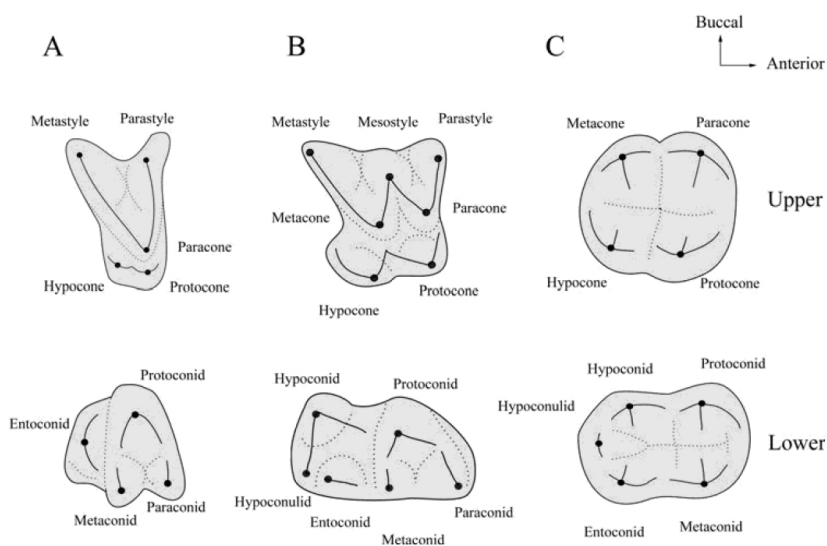 A
B
C
Buccal
Anterior
Metastyle
Parastyle
Metastyle
Mesostyle
Parastyle
Metacone
Paracone
Upper
Metacone
Paracone
Paracone
Hypocone
Protocone
Hypocone
Protocone
Hypocone
Protocone
Protoconid
Entoconid
Metaconid
Paraconid
Hypoconid
Protoconid
Hypoconulid
Entoconid
Metaconid
Paraconid
Hypoconid
Protoconid
Hypoconulid
Lower
Entoconid
Metaconid